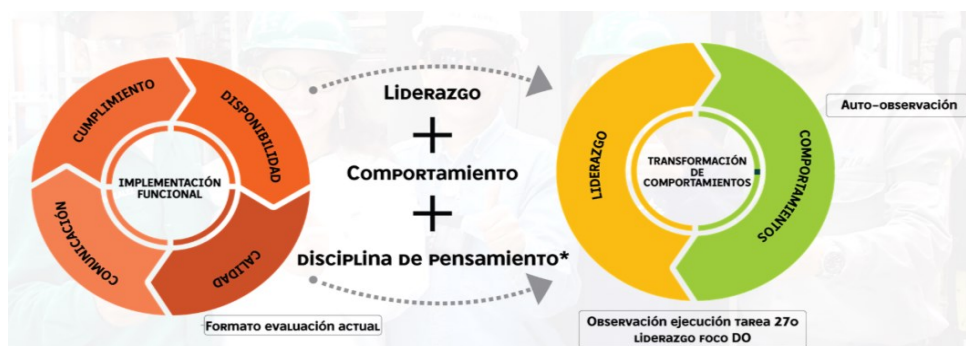 CUMPLIMIENTO
DISPONIBILIDAD
IMPLEMENTACIÓN
FUNCIONAL
COMUNICACIÓN
CALIDAD
Formato evaluación actual
Liderazgo
+
Comportamiento
+
Disciplina de pensamiento*
LIDERAZGO
TRANSFORMACIÓN
DE
COMPORTAMIENTOS
COMPORTAMIENTOS
Auto-observación
Observación ejecución tarea 270
liderazgo foco DO